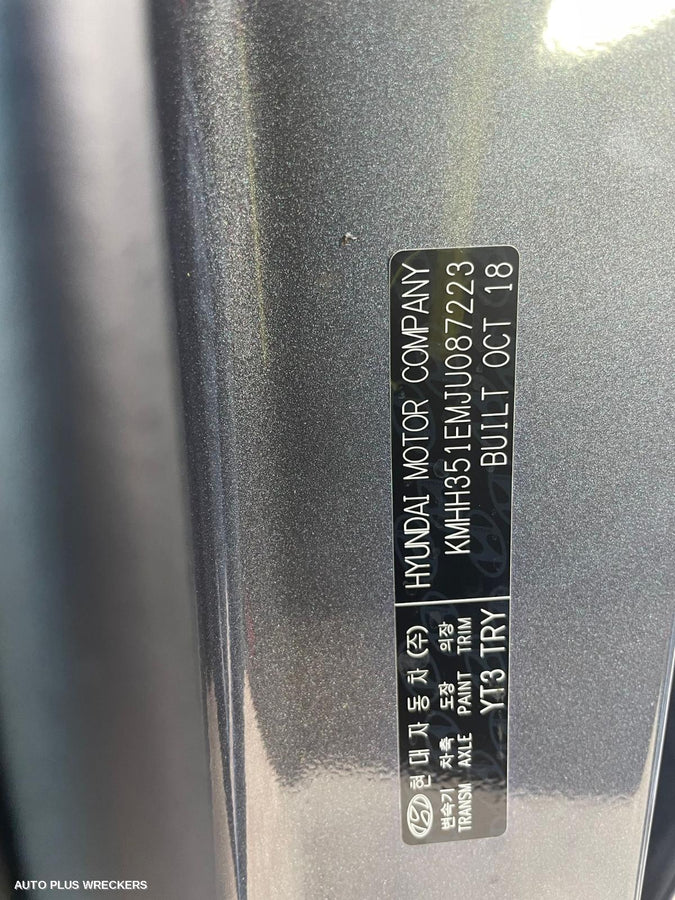 현대자동차(주) HYUNDAI MOTOR COMPANY
변속기 차축 도장 의장 KMHH351EMJU087223
TRANSM AXLE PAINT TRIM BUILT OCT 18
YT3 TRY
AUTO PLUS WRECKERS